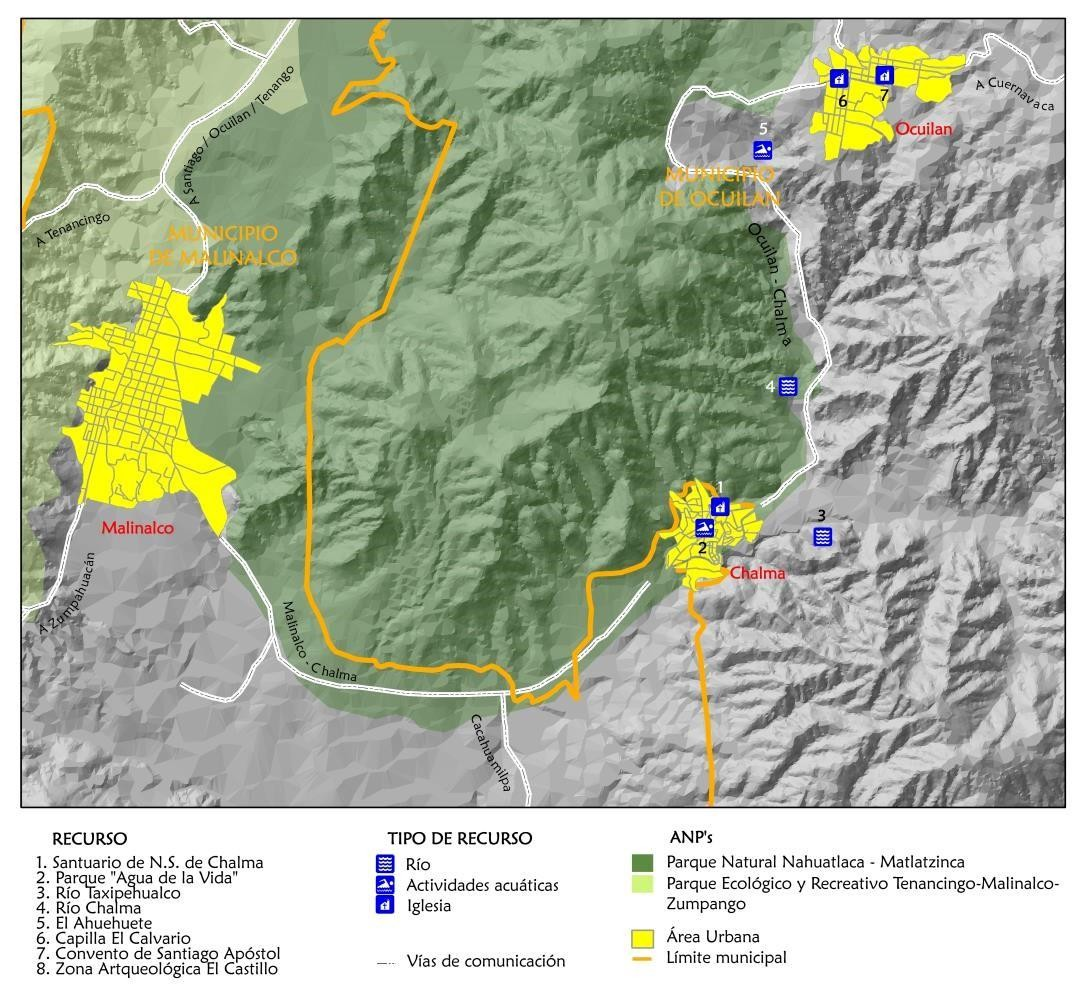 A Cuernavaca
6
7
Ocuilan
5
A Santiago / Ocuilan / Tenango
MUNICIPIO
DE OCUILAN
A Tenancingo
MUNICIPIO
DE MALINALCO
Ocuilan - Chalma
4
1
2
3
Malinalco
Chalma
A Zumpahuacán
Malinalco - Chalma
Cacahuamilpa
RECURSO
1. Santuario de N.S. de Chalma
2. Parque "Agua de la Vida"
3. Río Taxipehualco
4. Río Chalma
5. El Ahuehuete
6. Capilla El Calvario
7. Convento de Santiago Apóstol
8. Zona Artqueológica El Castillo
TIPO DE RECURSO
Río
Actividades acuáticas
Iglesia
Vías de comunicación
ANP's
Parque Natural Nahuatlaca - Matlatzinca
Parque Ecológico y Recreativo Tenancingo-Malinalco-
Zumpango
Área Urbana
Límite municipal